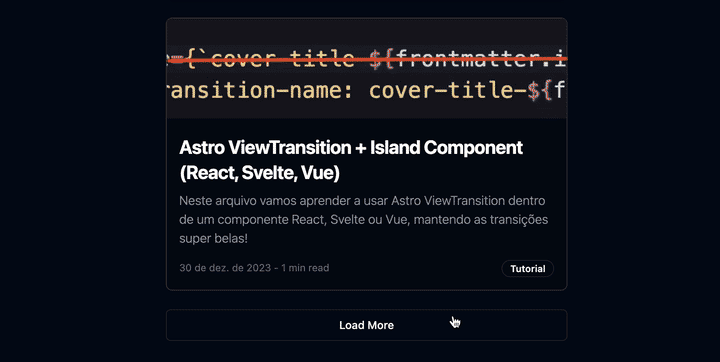 {`cover-title-${frontmatter.i
ransition-name: cover-title-${f
Astro ViewTransition + Island Component
(React, Svelte, Vue)
Neste arquivo vamos aprender a usar Astro ViewTransition dentro
de um componente React, Svelte ou Vue, mantendo as transições
super belas!
30 de dez. de 2023 - 1 min read
Tutorial
Load More